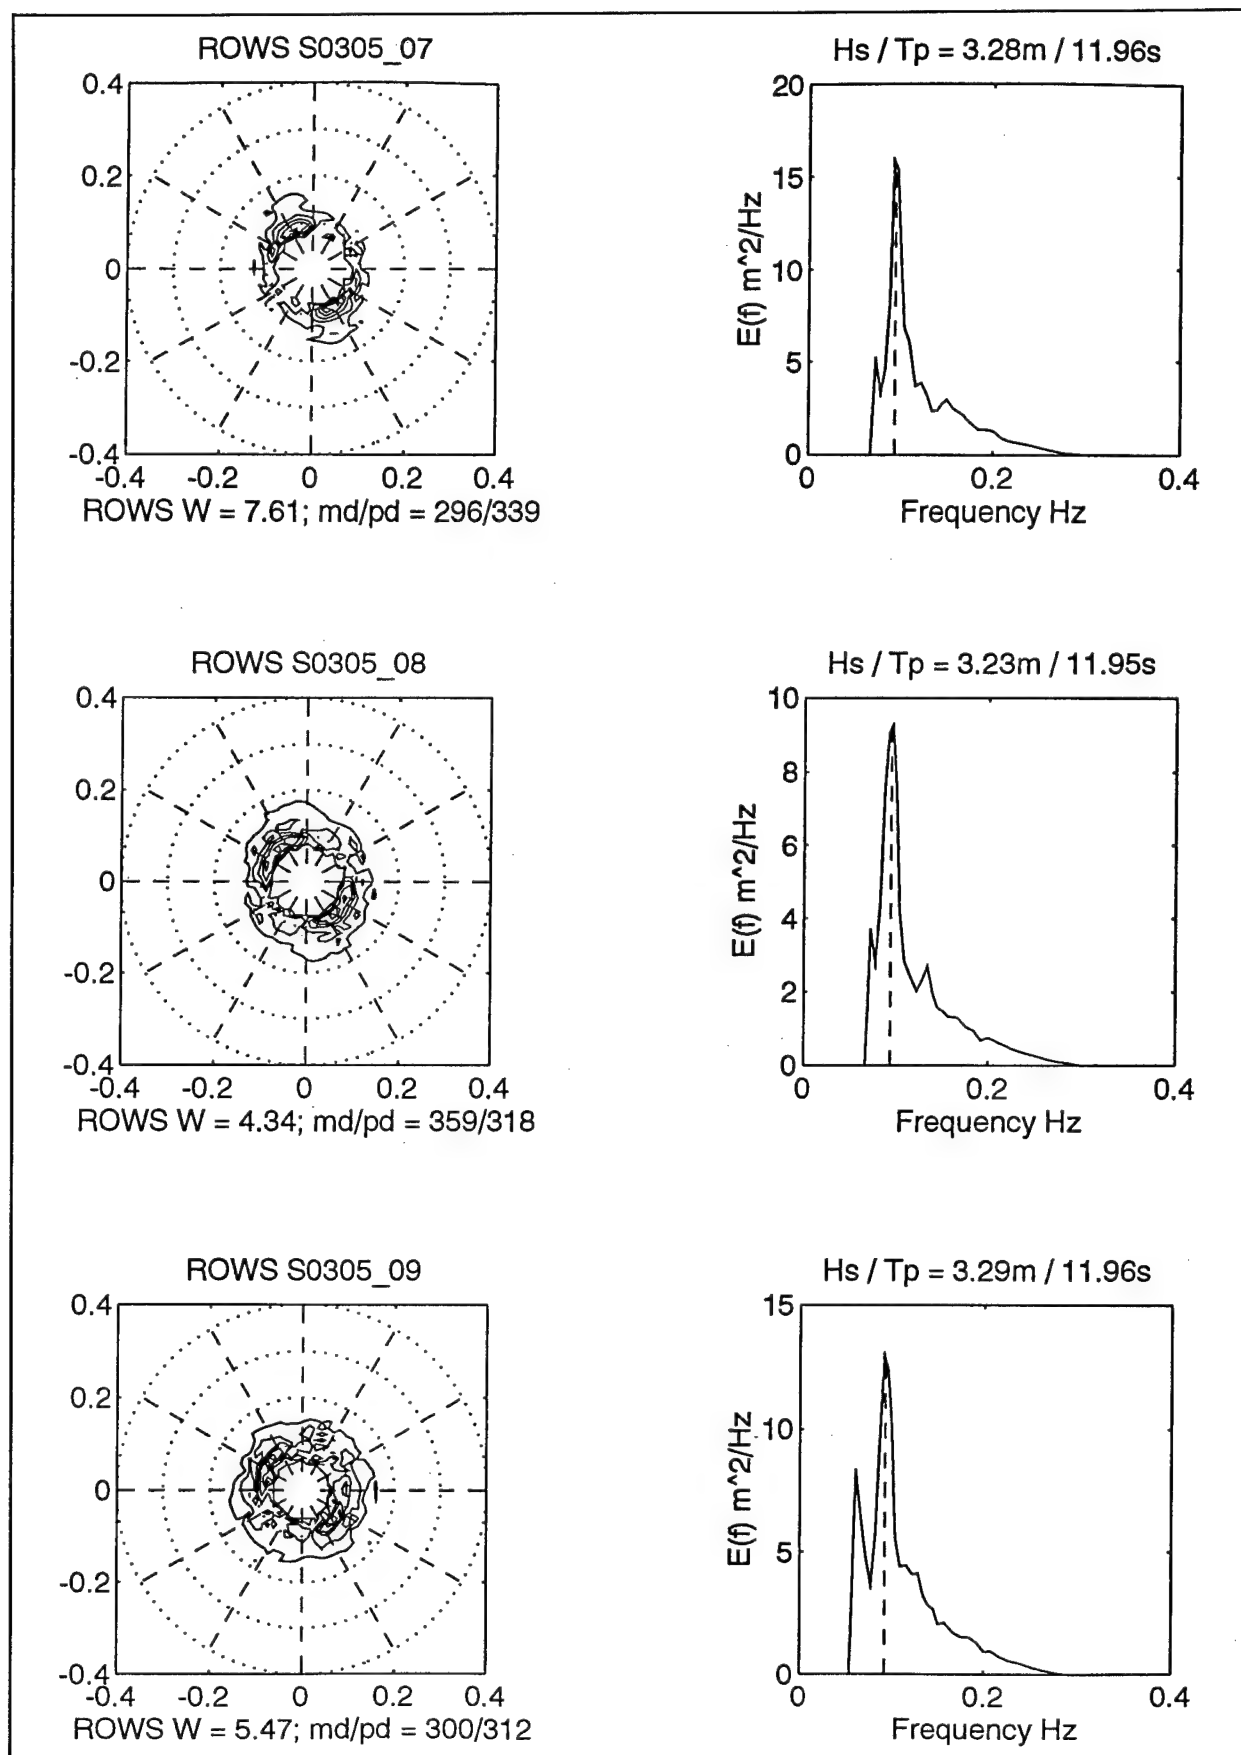 ROWS S0305_07
Hs / Tp = 3.28m / 11.96s
0.4
0.2
0
-0.2
-0.4
-0.4 -0.2 0 0.2 0.4
ROWS W = 7.61; md/pd = 296/339
20
15
10
5
0
E(f) m^2/Hz
0 0.2 0.4
Frequency Hz
ROWS S0305_08
Hs / Tp = 3.23m / 11.95s
0.4
0.2
0
-0.2
-0.4
-0.4 -0.2 0 0.2 0.4
ROWS W = 4.34; md/pd = 359/318
10
8
6
4
2
0
E(f) m^2/Hz
0 0.2 0.4
Frequency Hz
ROWS S0305_09
Hs / Tp = 3.29m / 11.96s
0.4
0.2
0
-0.2
-0.4
-0.4 -0.2 0 0.2 0.4
ROWS W = 5.47; md/pd = 300/312
15
10
5
0
E(f) m^2/Hz
0 0.2 0.4
Frequency Hz